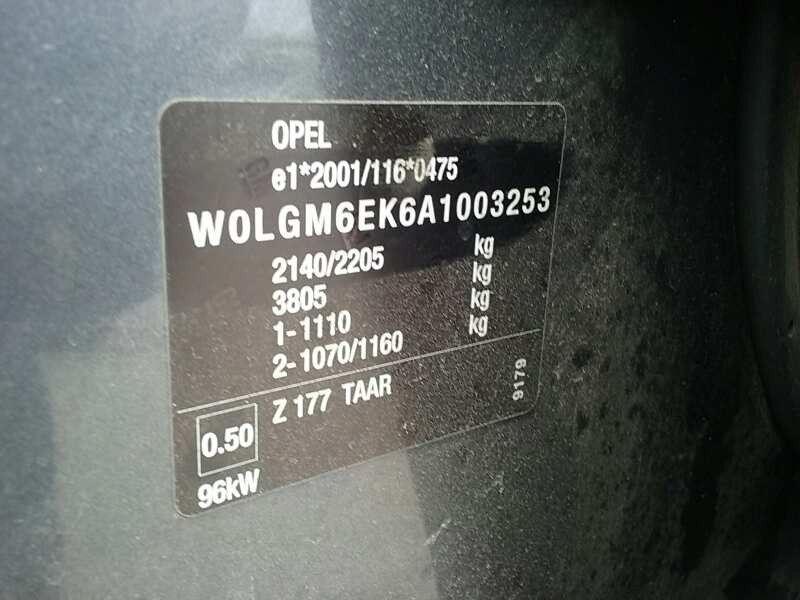 OPEL
e1*2001/116*0475
W0LGM6EK6A1003253
2140/2205 kg
3805 kg
1-1110 kg
2-1070/1160 kg
Z 177 TAAR
0.50
96kW
9179